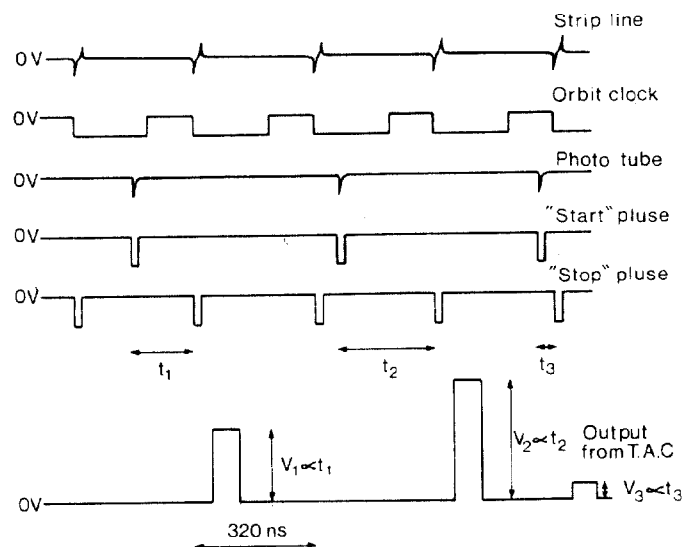 Strip line
0V
Orbit clock
0V
Photo tube
0V
"Start" pluse
0V
"Stop" pluse
0V
t1
t2
t3
V1∝t1
V2∝t2
Output
from T.A.C
V3∝t3
0V
320 ns